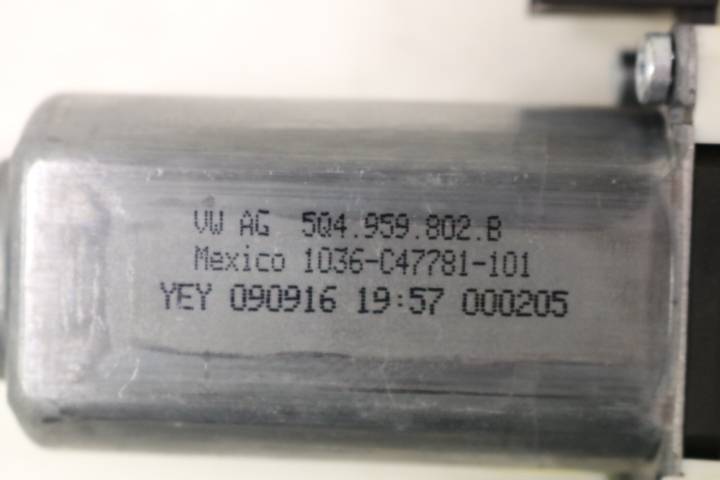 VW AG 5Q4.959.802.B
Mexico 1036-C47781-101
YEY 090916 19:57 000205